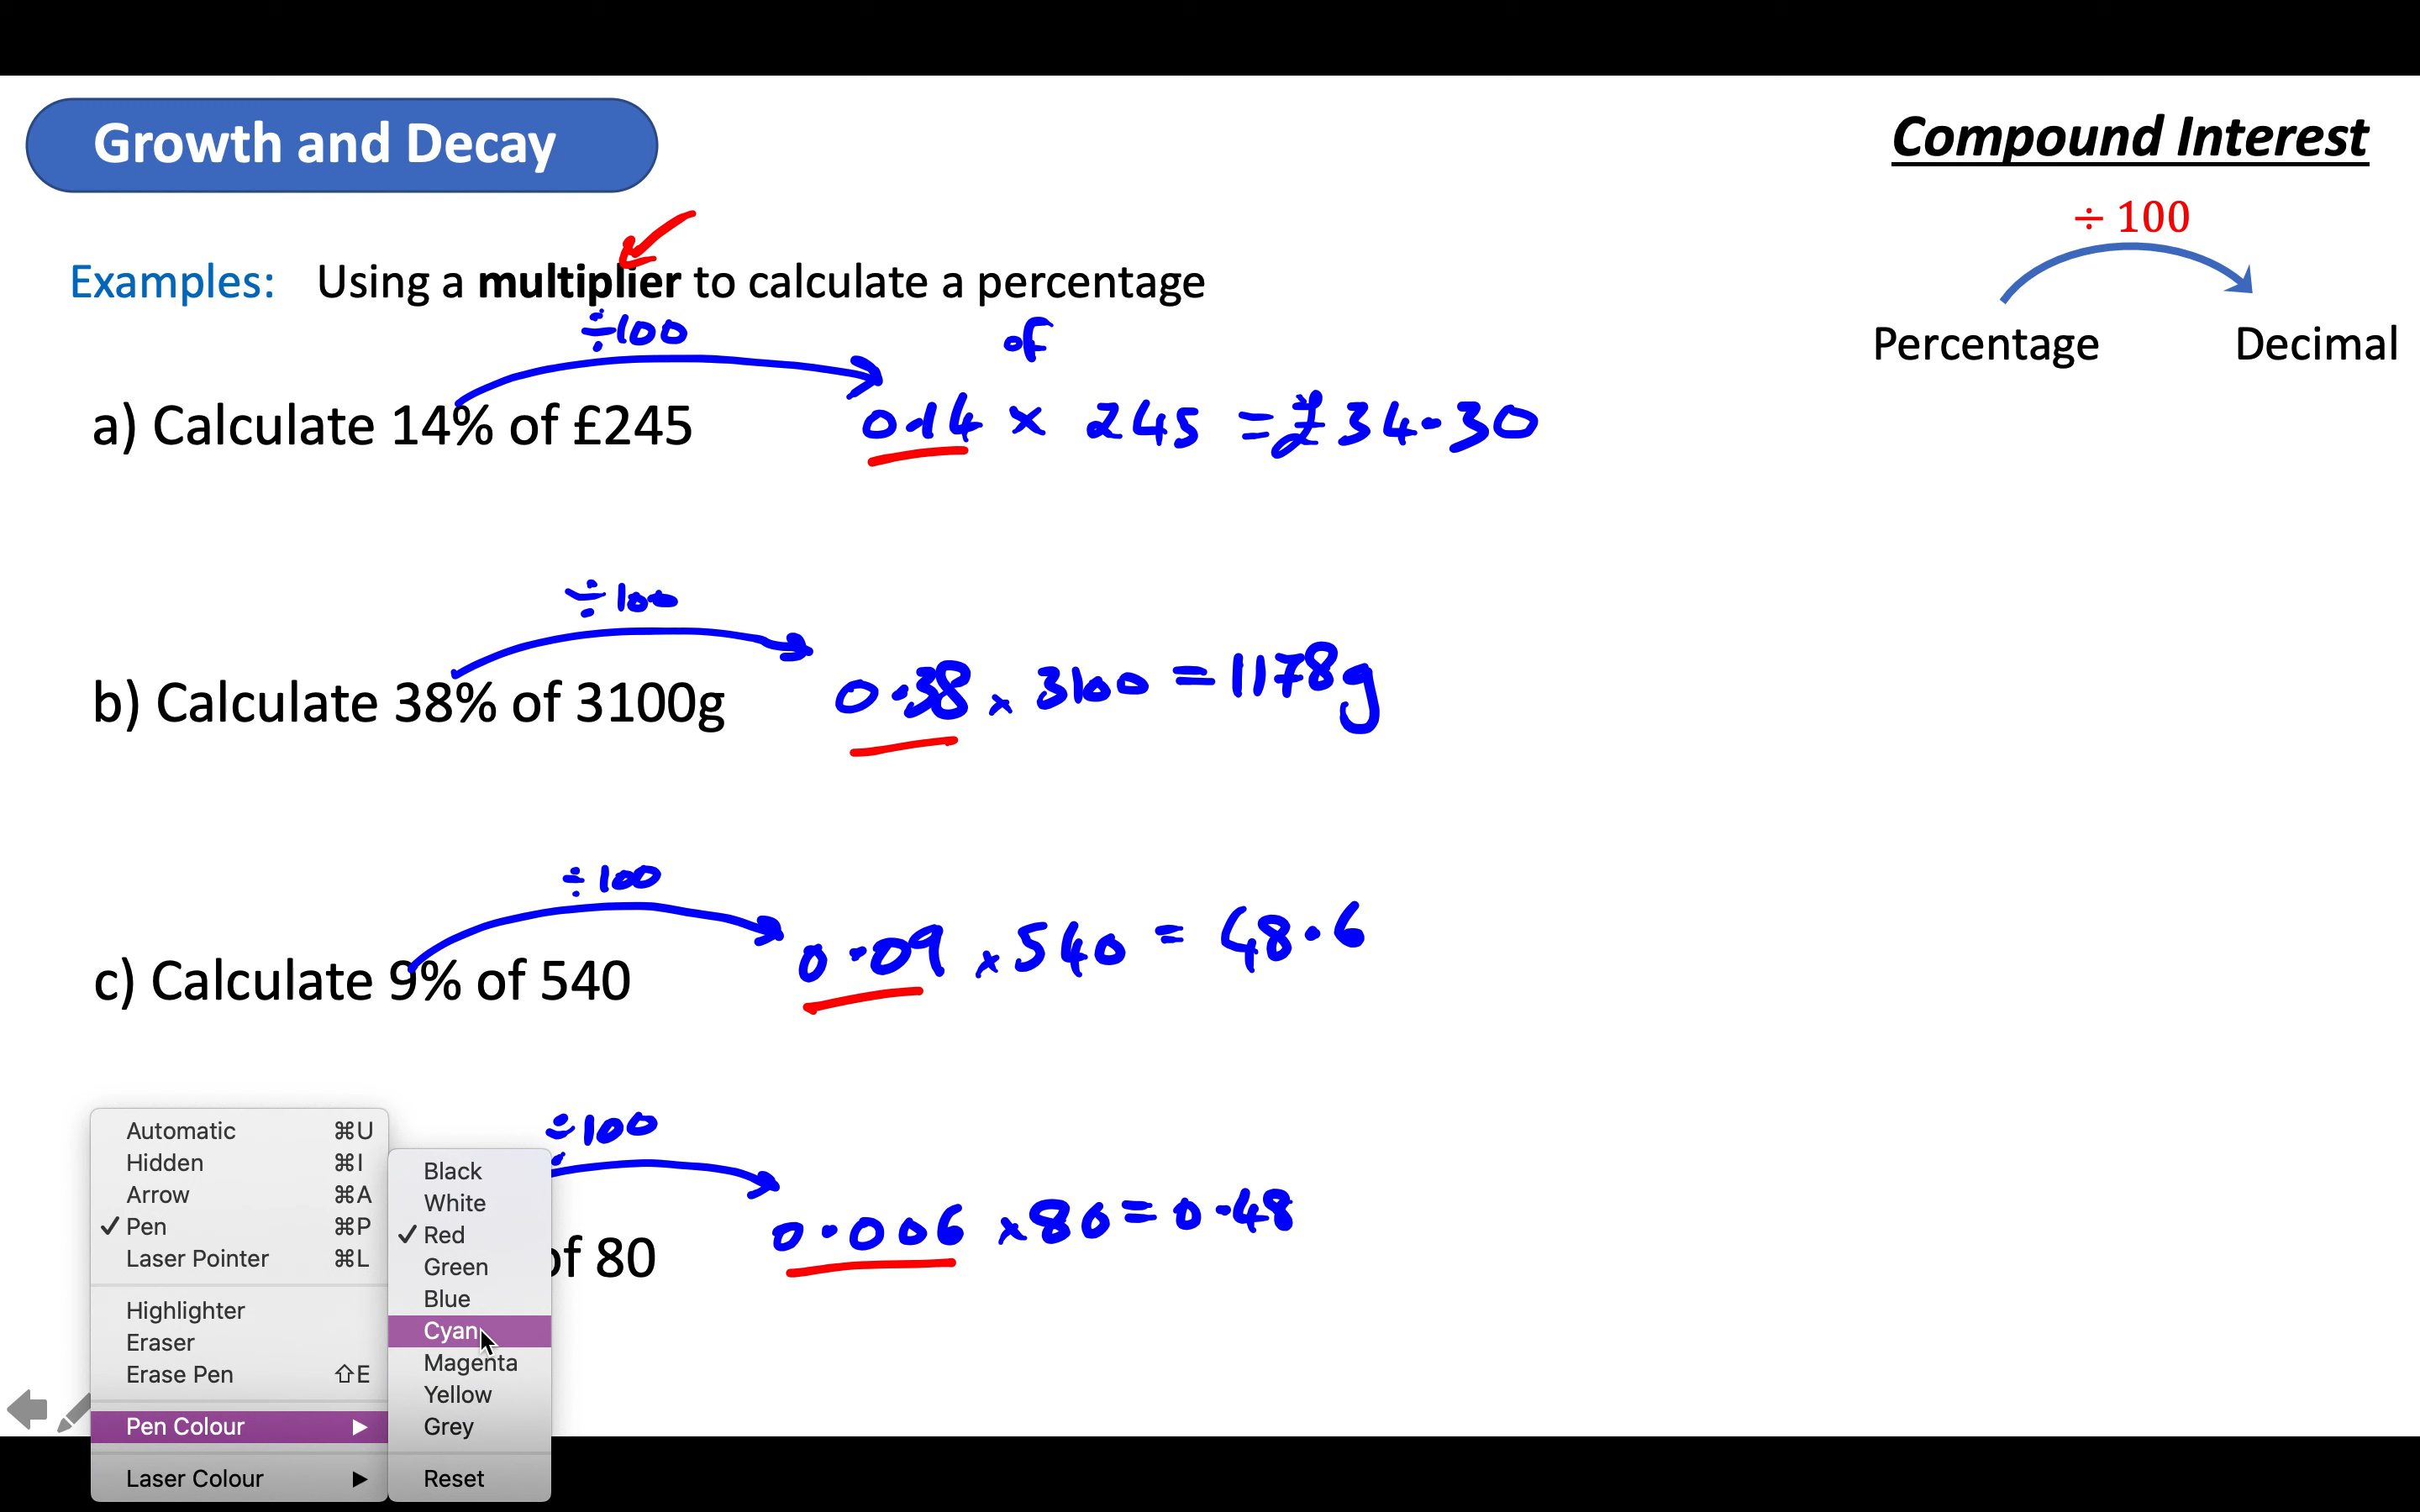 Growth and Decay
Compound Interest
÷ 100
Percentage Decimal
Examples: Using a multiplier to calculate a percentage
÷100
of
a) Calculate 14% of £245 0.14 × 245 = £34.30
÷100
b) Calculate 38% of 3100g 0.38 × 3100 = 1178g
÷100
c) Calculate 9% of 540 0.09 × 540 = 48.6
÷100
of 80 0.006 × 80 = 0.48
Automatic ⌘U
Hidden ⌘I
Arrow ⌘A
✓ Pen ⌘P
Laser Pointer ⌘L
Highlighter
Eraser
Erase Pen ⇧E
Pen Colour ▶
Laser Colour ▶
Black
White
✓ Red
Green
Blue
Cyan
Magenta
Yellow
Grey
Reset